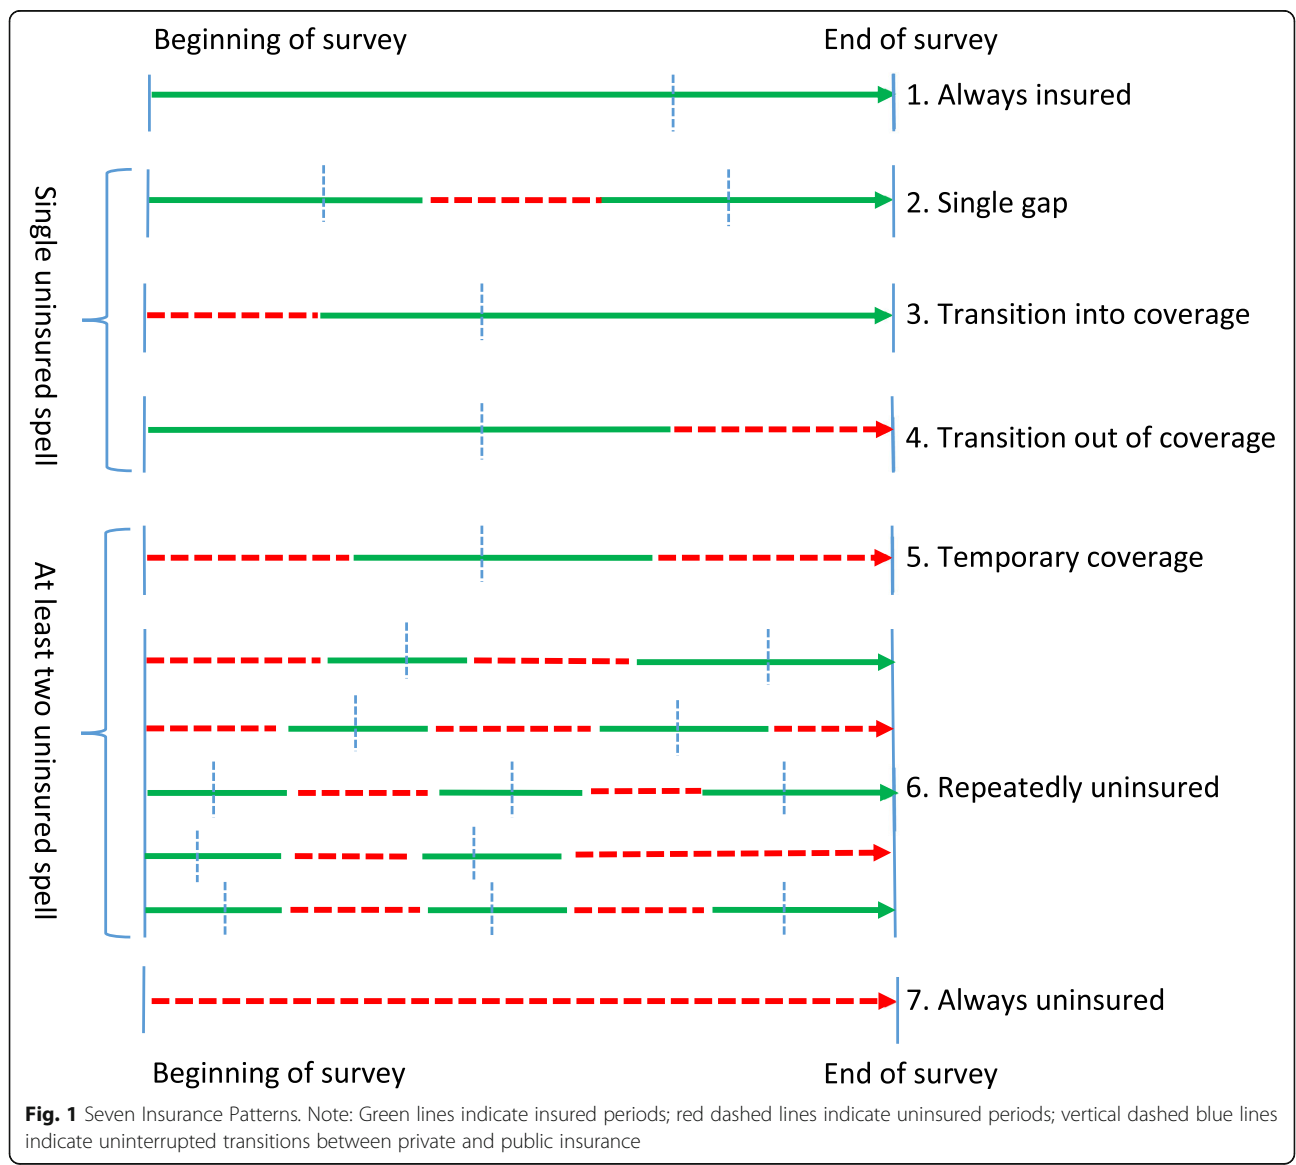 Beginning of survey
End of survey
1. Always insured
Single uninsured spell
2. Single gap
3. Transition into coverage
4. Transition out of coverage
At least two uninsured spell
5. Temporary coverage
6. Repeatedly uninsured
7. Always uninsured
Beginning of survey
End of survey
Fig. 1 Seven Insurance Patterns. Note: Green lines indicate insured periods; red dashed lines indicate uninsured periods; vertical dashed blue lines
indicate uninterrupted transitions between private and public insurance